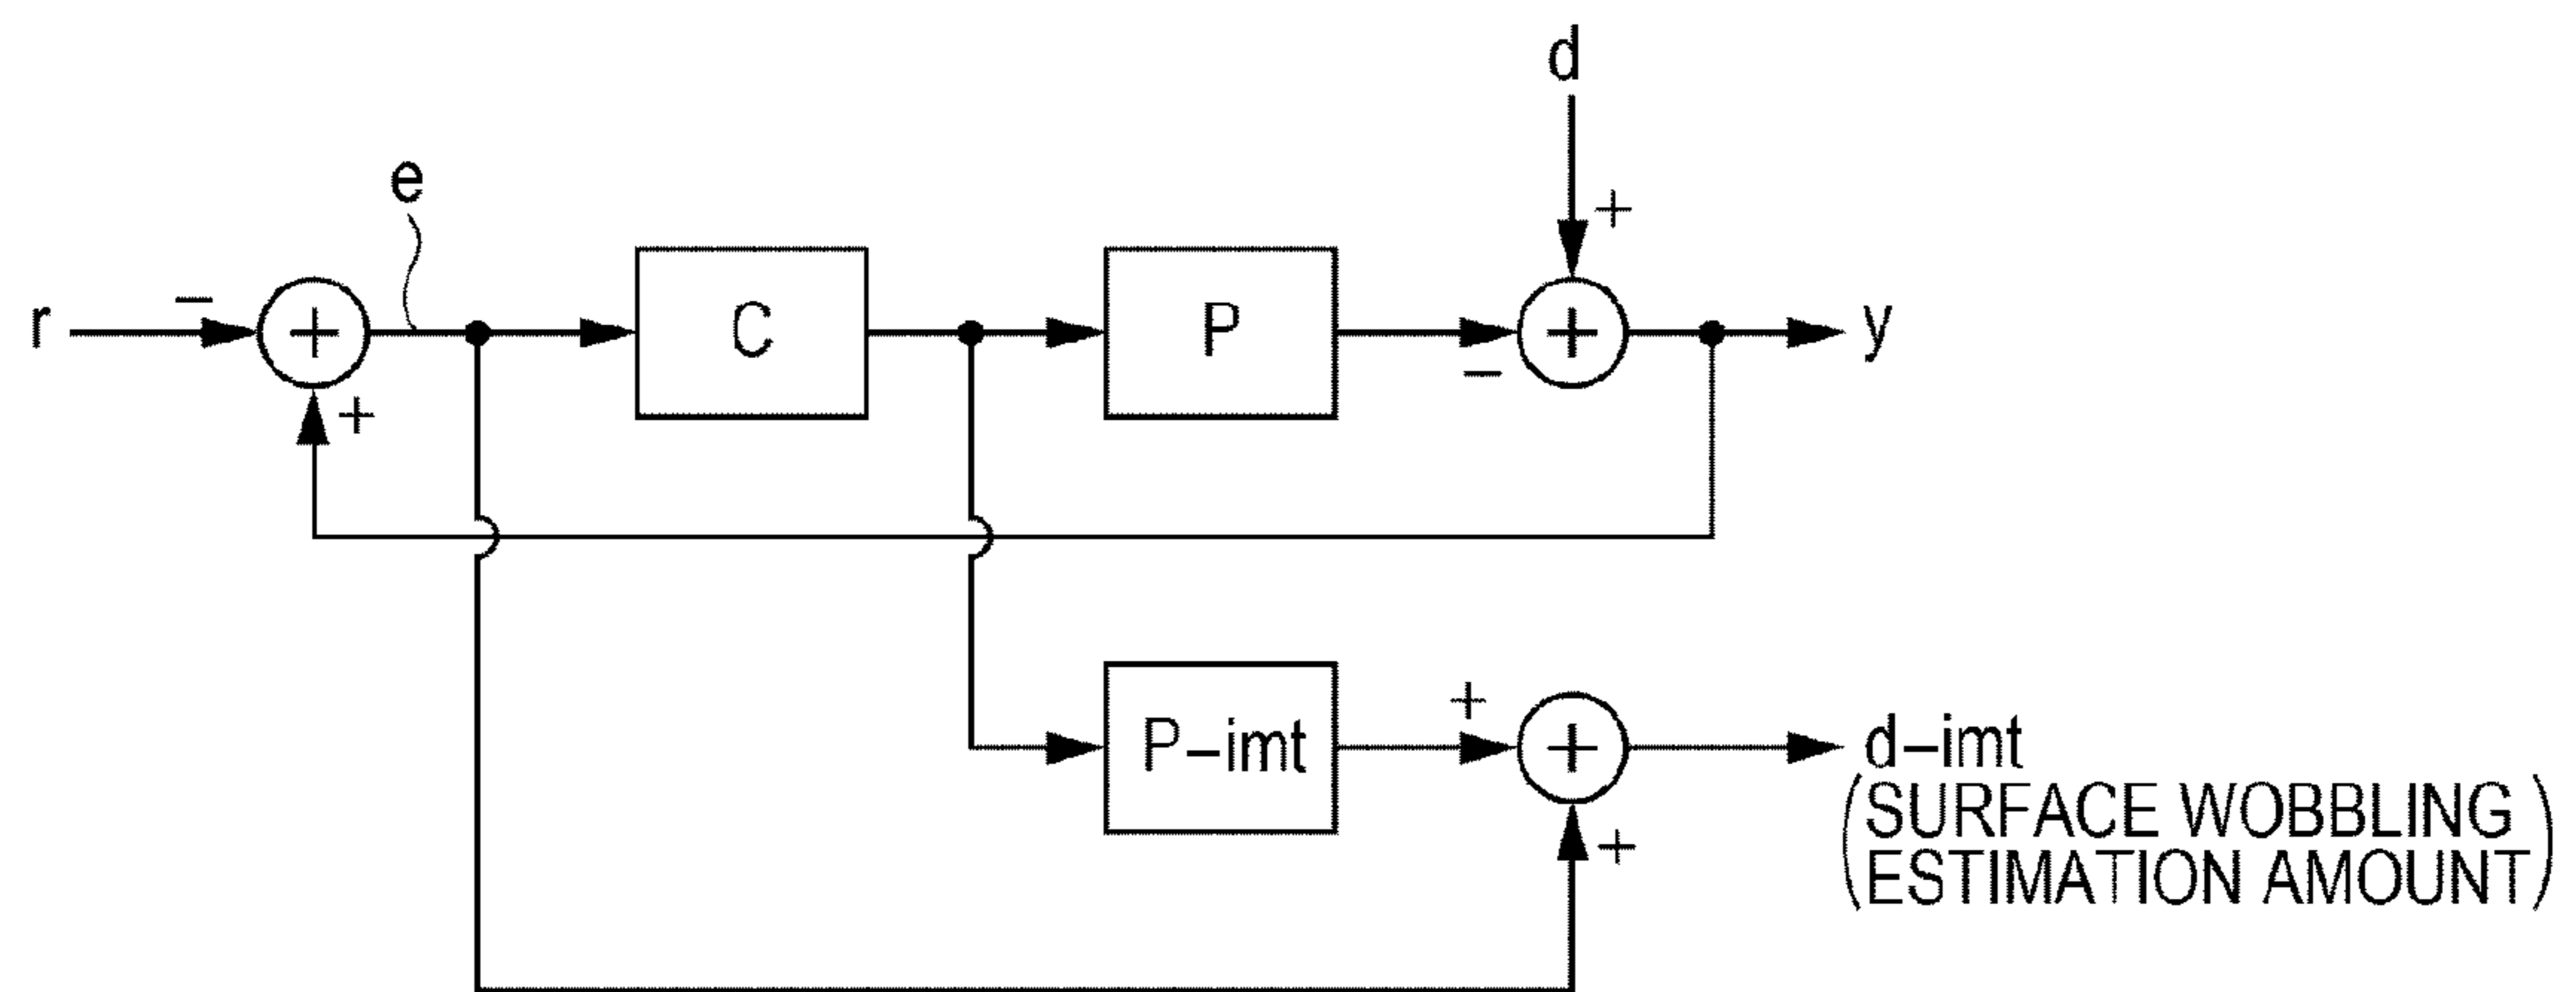 d
e
r
−
+
+
C
P
+
−
+
y
P−imt
+
+
+
d−imt
(SURFACE WOBBLING
ESTIMATION AMOUNT)